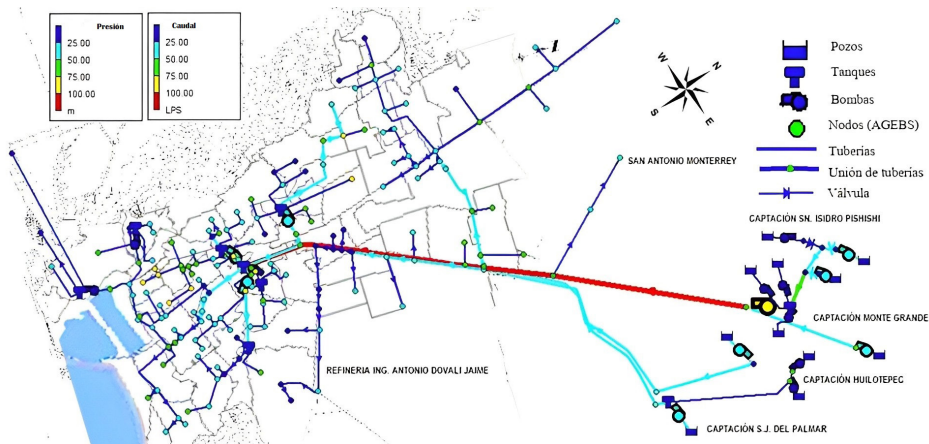 Presión
25.00
50.00
75.00
100.00
m
Caudal
25.00
50.00
75.00
100.00
LPS
N
W
S
E
Pozos
Tanques
Bombas
Nodos (AGEBS)
Tuberías
Unión de tuberías
Válvula
SAN ANTONIO MONTERREY
CAPTACIÓN SN. ISIDRO PISHISHI
CAPTACIÓN MONTE GRANDE
REFINERIA ING. ANTONIO DOVALI JAIME
CAPTACIÓN HUILOTEPEC
CAPTACIÓN S.J. DEL PALMAR